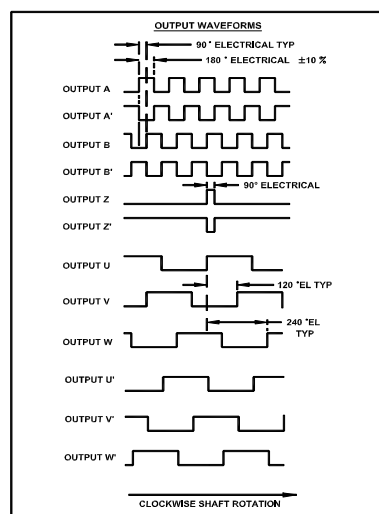 OUTPUT WAVEFORMS
90° ELECTRICAL TYP
180° ELECTRICAL ±10 %
OUTPUT A
OUTPUT A'
OUTPUT B
OUTPUT B'
90° ELECTRICAL
OUTPUT Z
OUTPUT Z'
OUTPUT U
120 °EL TYP
OUTPUT V
240 °EL
TYP
OUTPUT W
OUTPUT U'
OUTPUT V'
OUTPUT W'
CLOCKWISE SHAFT ROTATION